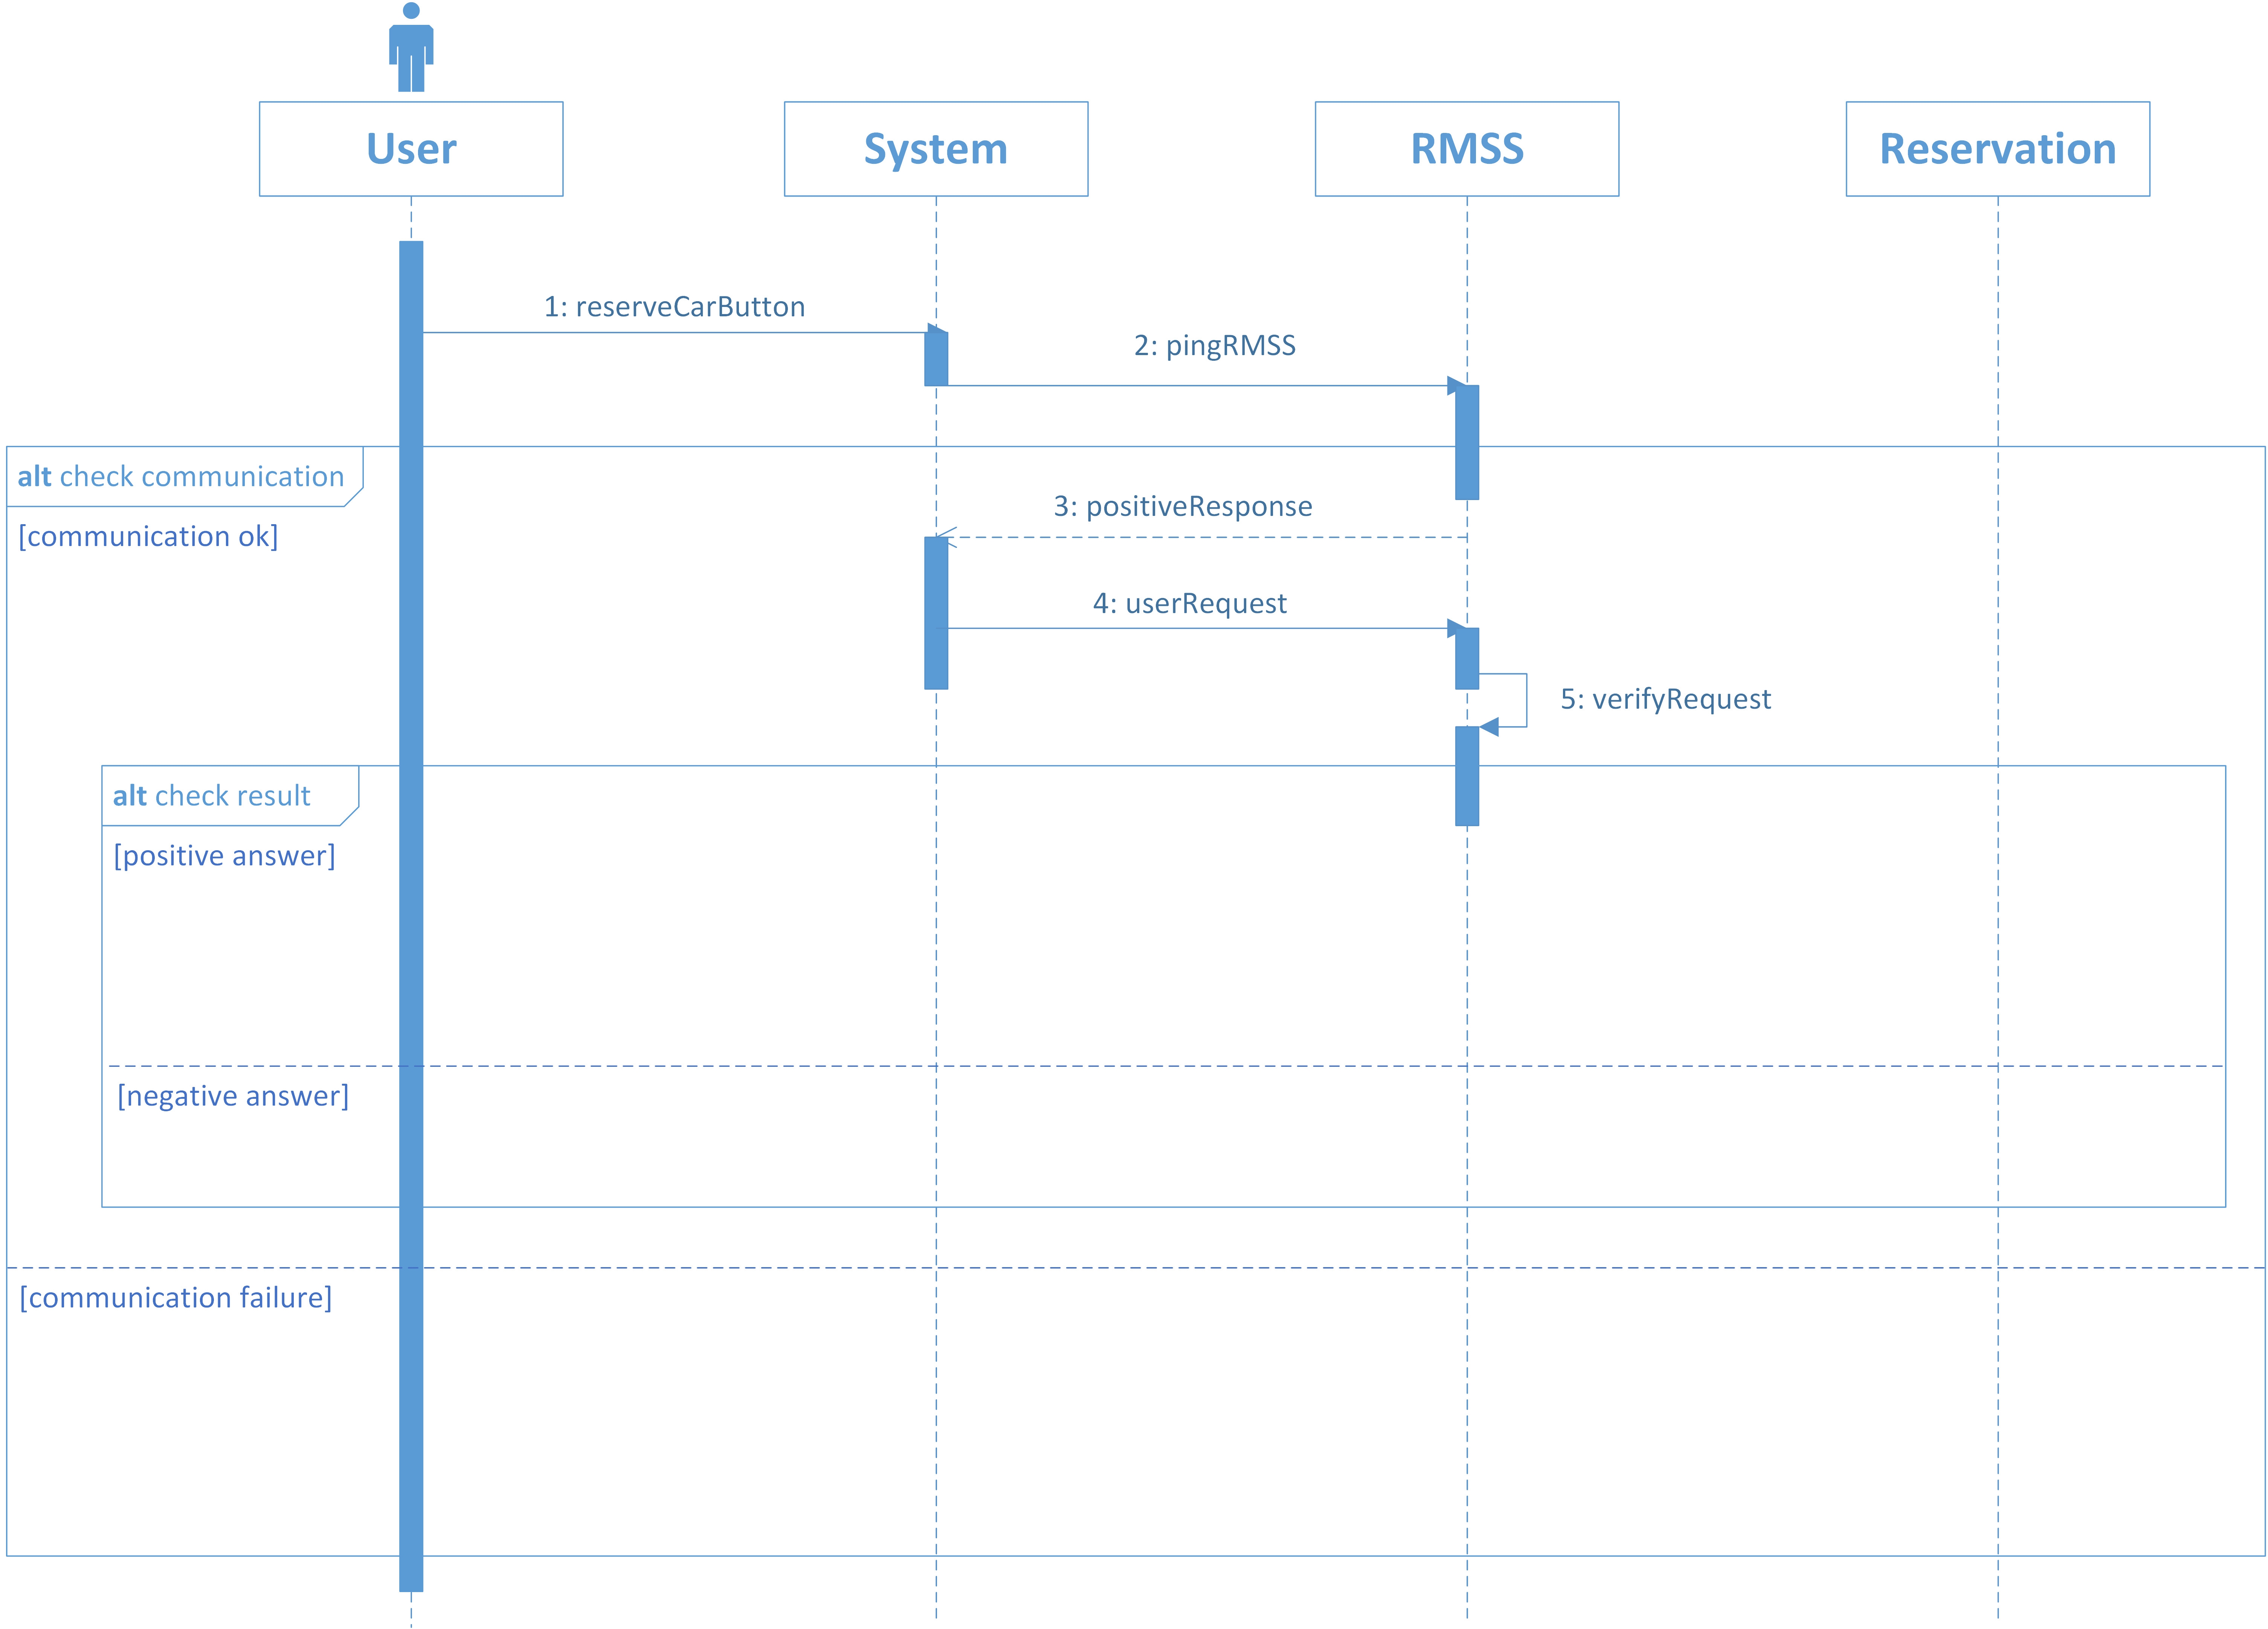 User
System
RMSS
Reservation
1: reserveCarButton
2: pingRMSS
alt check communication
[communication ok]
3: positiveResponse
4: userRequest
5: verifyRequest
alt check result
[positive answer]
[negative answer]
[communication failure]